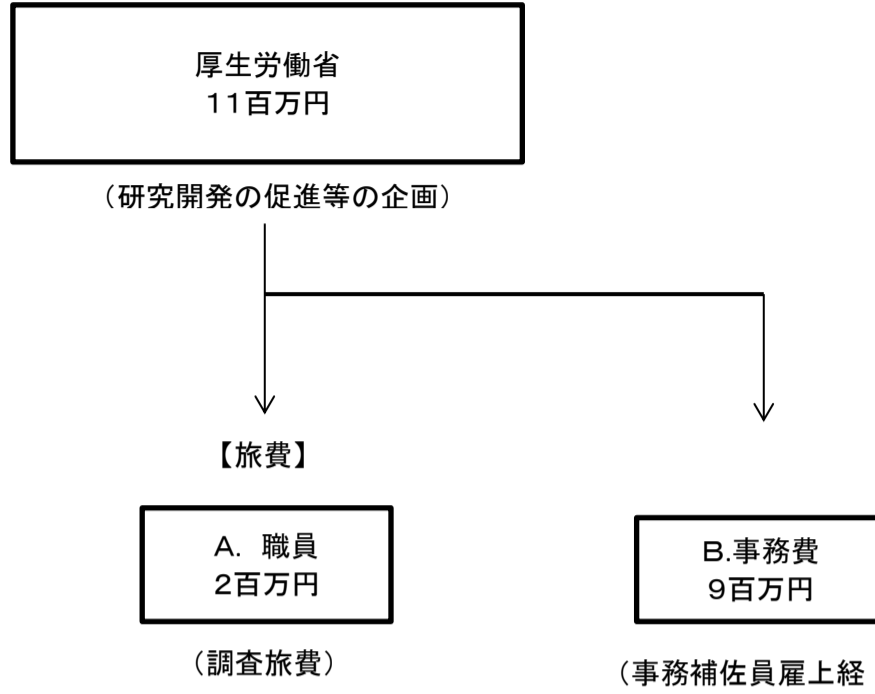 厚生労働省
11百万円
（研究開発の促進等の企画）
【旅費】
A．職員
2百万円
（調査旅費）
B.事務費
9百万円
（事務補佐員雇上経